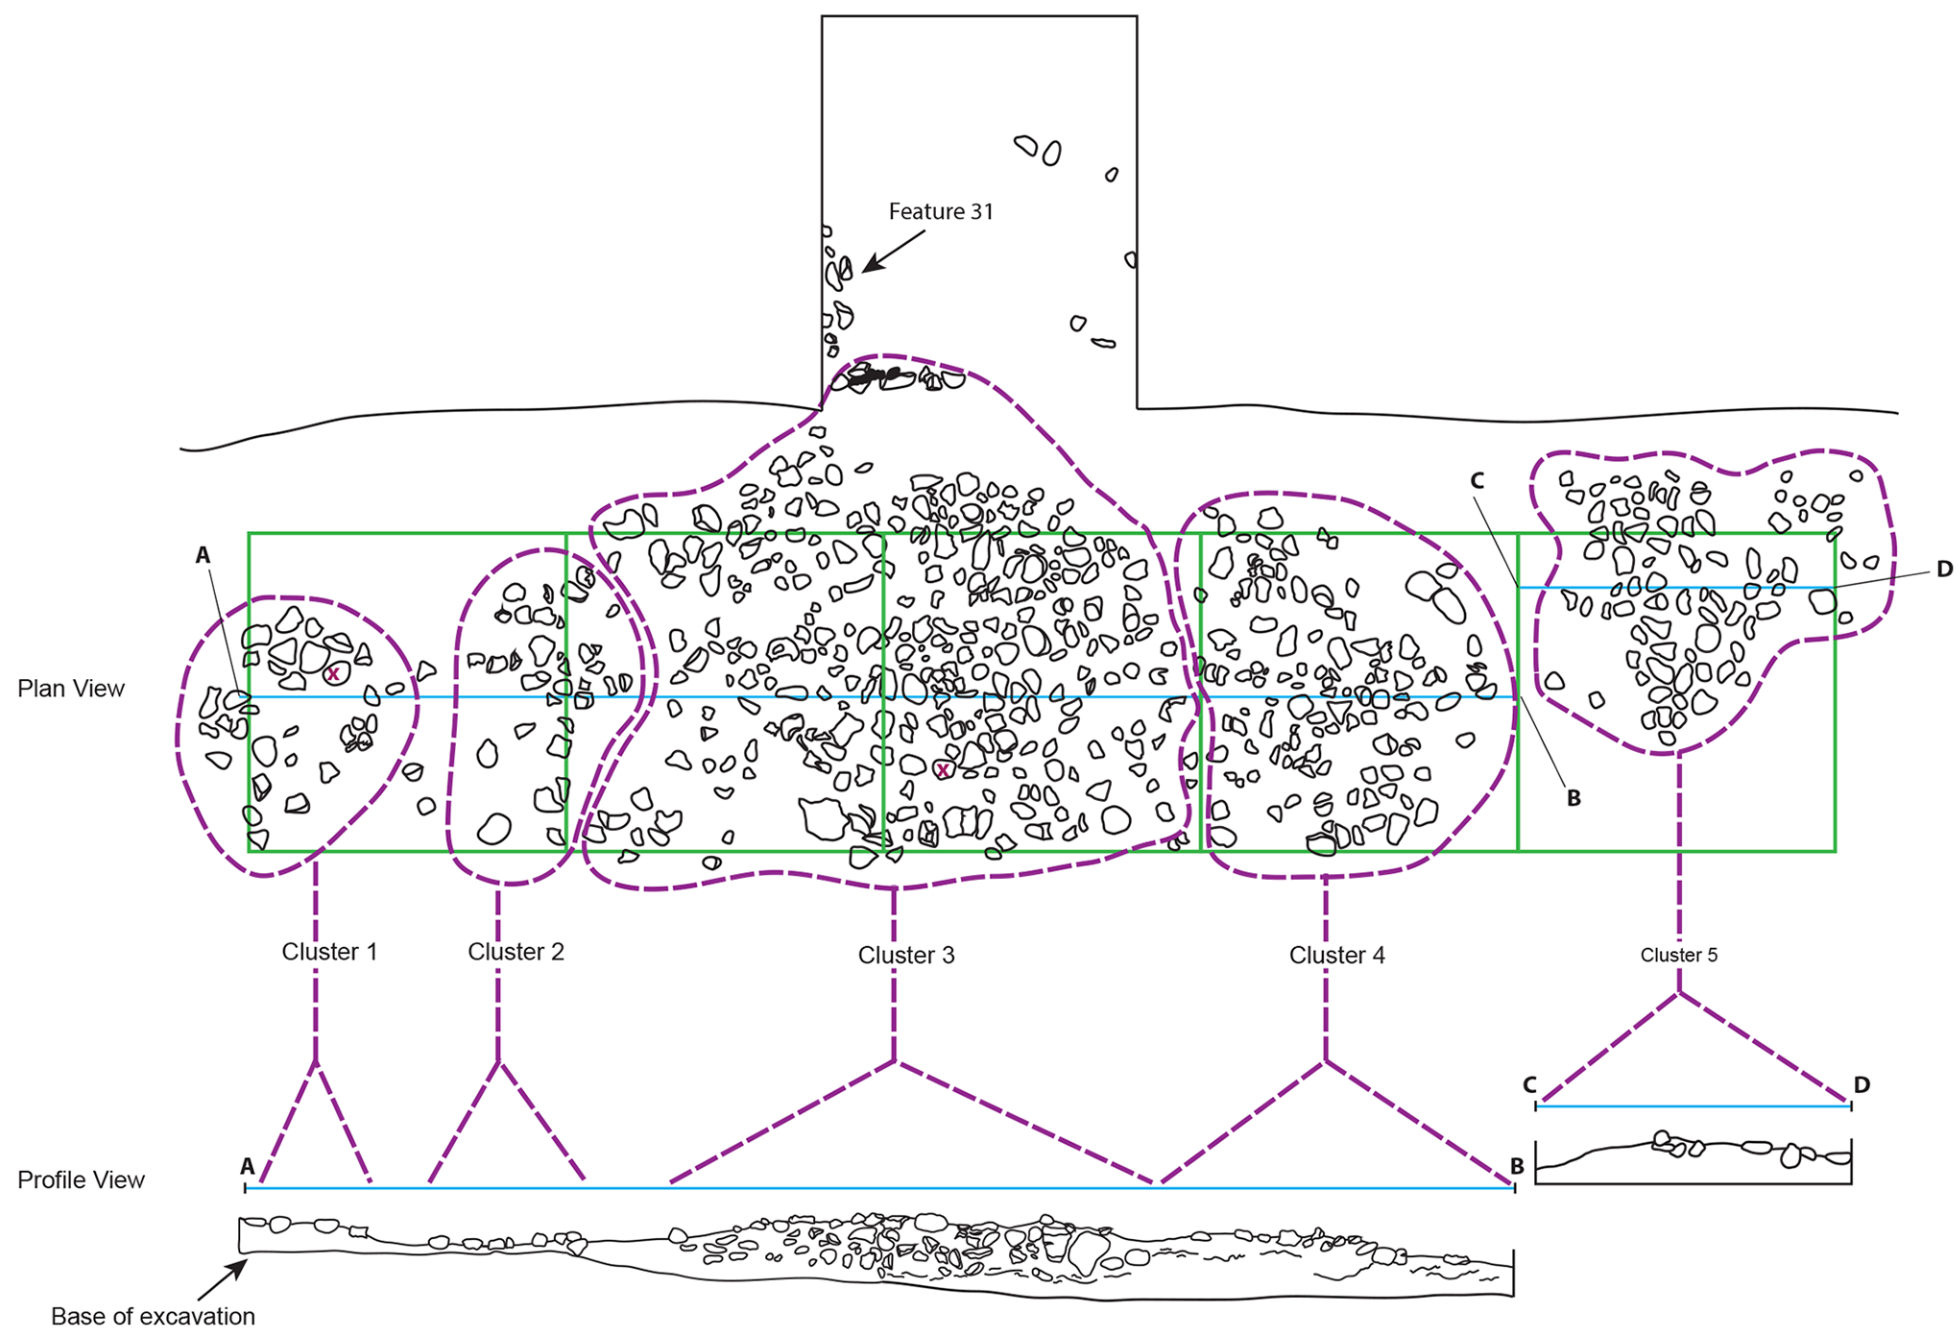 Feature 31
C
A
D
x
Plan View
x
B
Cluster 1
Cluster 2
Cluster 3
Cluster 4
Cluster 5
C
D
A
B
Profile View
Base of excavation